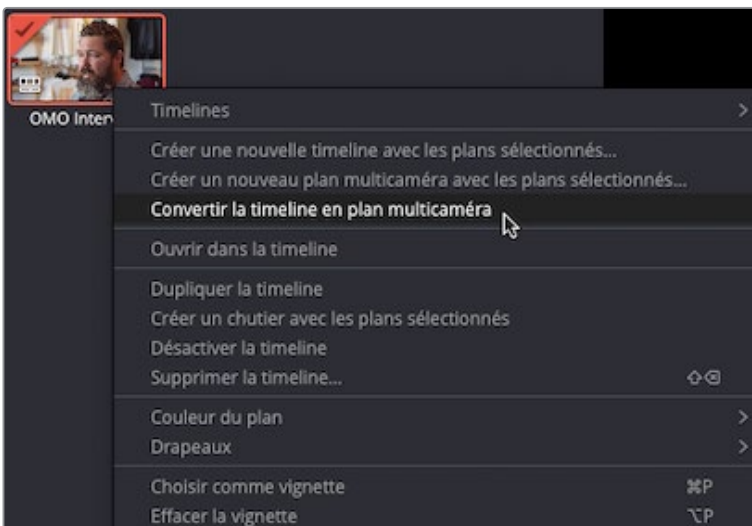 OMO Interv
Timelines >
Créer une nouvelle timeline avec les plans sélectionnés...
Créer un nouveau plan multicaméra avec les plans sélectionnés...
Convertir la timeline en plan multicaméra
Ouvrir dans la timeline
Dupliquer la timeline
Créer un chutier avec les plans sélectionnés
Désactiver la timeline
Supprimer la timeline... ⇧⌫
Couleur du plan >
Drapeaux >
Choisir comme vignette ⌘P
Effacer la vignette ⌥P